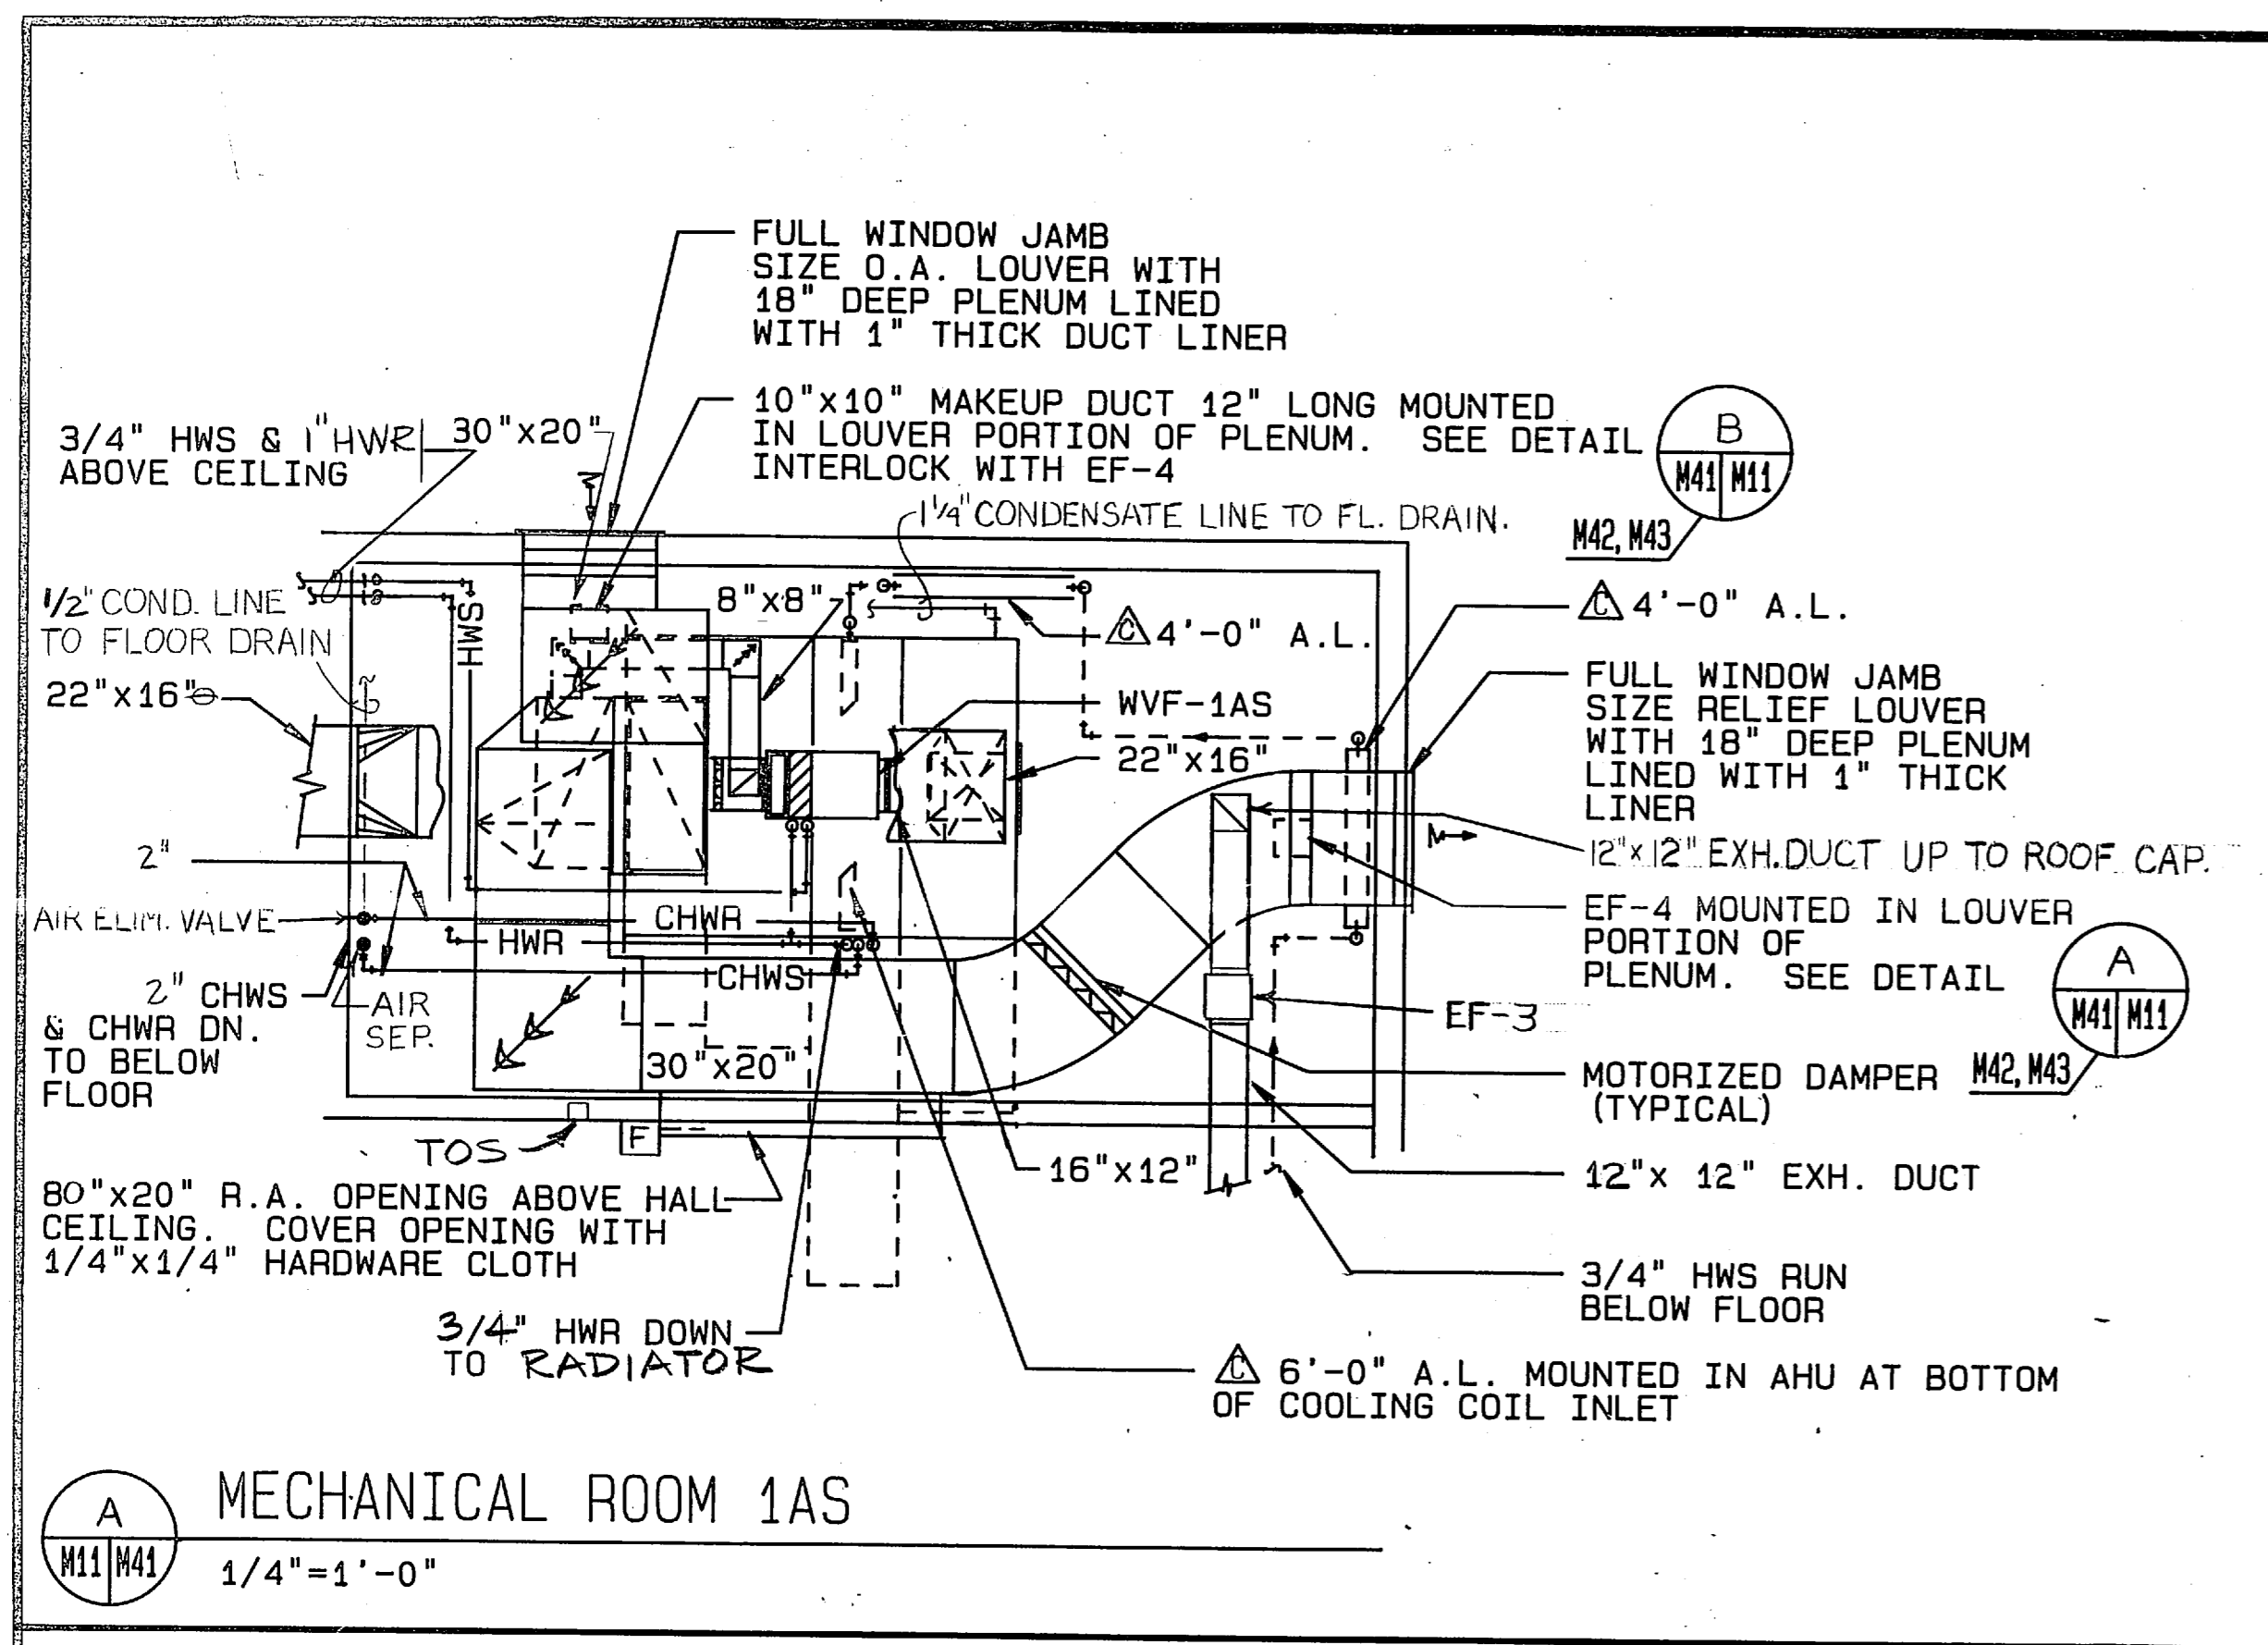 FULL WINDOW JAMB
SIZE O.A. LOUVER WITH
18" DEEP PLENUM LINED
WITH 1" THICK DUCT LINER
10"x10" MAKEUP DUCT 12" LONG MOUNTED
IN LOUVER PORTION OF PLENUM. SEE DETAIL
INTERLOCK WITH EF-4
B
M41 M11
M42, M43
3/4" HWS & 1" HWR
ABOVE CEILING
30"x20"
1 1/4" CONDENSATE LINE TO FL. DRAIN.
1/2" COND. LINE
TO FLOOR DRAIN
22"x16"⌀
HWS
8"x8"
C 4'-0" A.L.
C 4'-0" A.L.
WVF-1AS
22"x16"
FULL WINDOW JAMB
SIZE RELIEF LOUVER
WITH 18" DEEP PLENUM
LINED WITH 1" THICK
LINER
12"x12" EXH.DUCT UP TO ROOF CAP.
2"
AIR ELIM. VALVE
CHWR
HWR
CHWS
EF-4 MOUNTED IN LOUVER
PORTION OF
PLENUM. SEE DETAIL
A
M41 M11
M42, M43
2" CHWS
& CHWR DN.
TO BELOW
FLOOR
AIR
SEP.
EF-3
30"x20"
MOTORIZED DAMPER
(TYPICAL)
TOS
F
16"x12"
12"x 12" EXH. DUCT
80"x20" R.A. OPENING ABOVE HALL
CEILING. COVER OPENING WITH
1/4"x1/4" HARDWARE CLOTH
3/4" HWS RUN
BELOW FLOOR
3/4" HWR DOWN
TO RADIATOR
C 6'-0" A.L. MOUNTED IN AHU AT BOTTOM
OF COOLING COIL INLET
A
M11 M41
MECHANICAL ROOM 1AS
1/4"=1'-0"